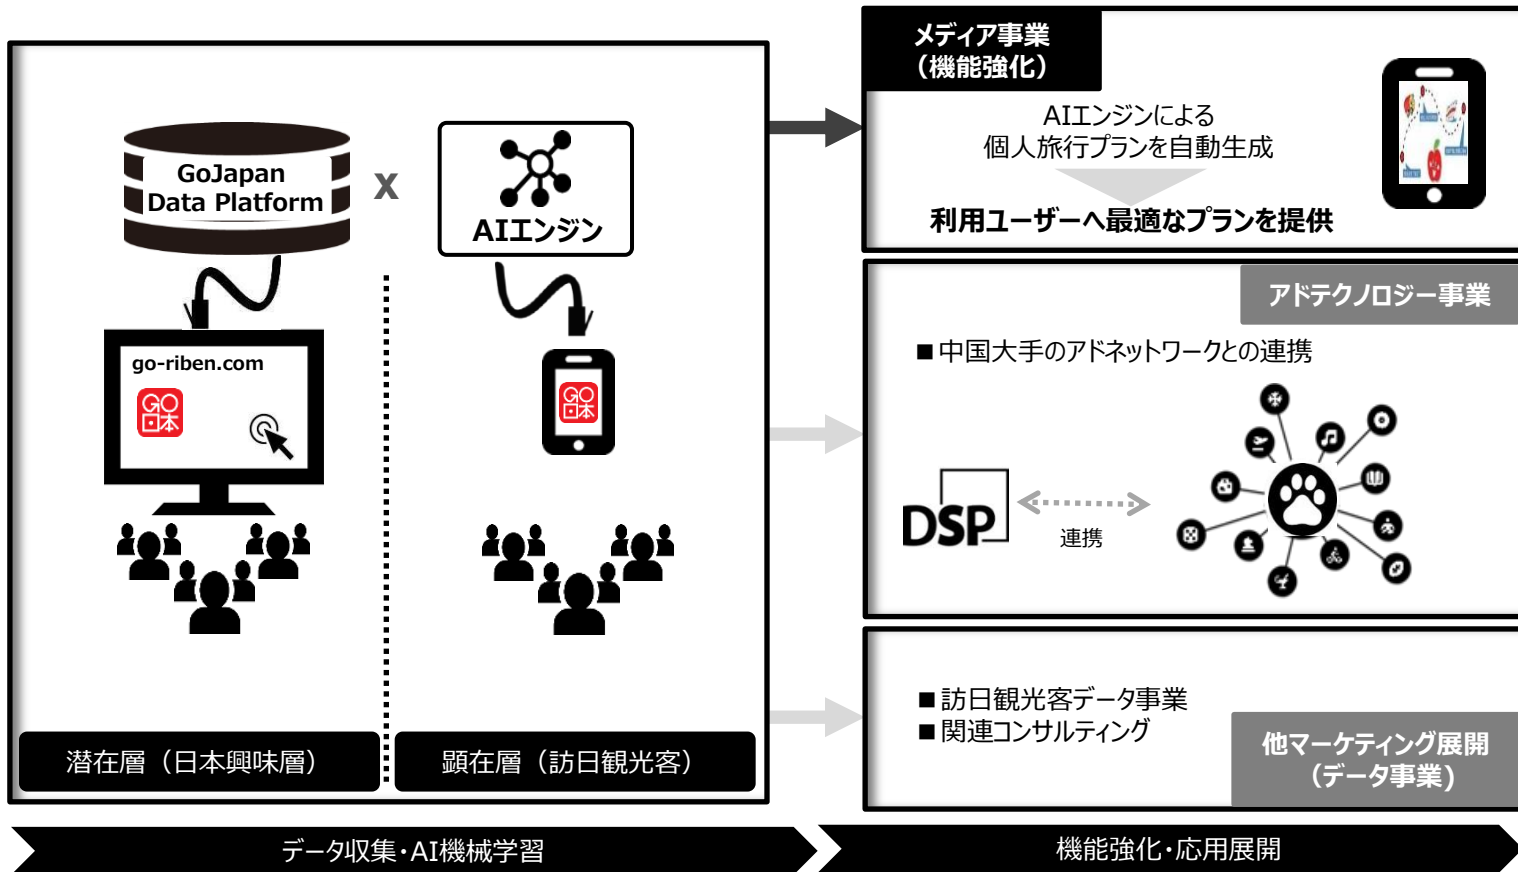 GoJapan
Data Platform
X
AIエンジン
go-riben.com
GO
日本
GO
日本
潜在層（日本興味層）
顕在層（訪日観光客）
データ収集・AI機械学習
メディア事業
（機能強化）
AIエンジンによる
個人旅行プランを自動生成
利用ユーザーへ最適なプランを提供
アドテクノロジー事業
■中国大手のアドネットワークとの連携
DSP
連携
■訪日観光客データ事業
■関連コンサルティング
他マーケティング展開
（データ事業)
機能強化・応用展開